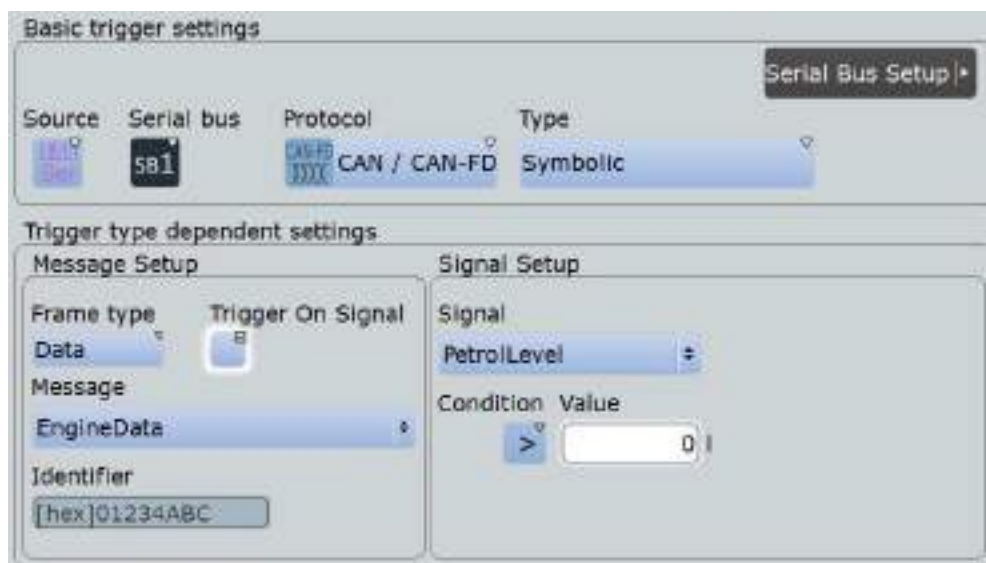 Basic trigger settings
Serial Bus Setup
Source Serial bus Protocol Type
SB1 CAN / CAN-FD Symbolic
Trigger type dependent settings
Message Setup
Frame type Trigger On Signal
Data
Message
EngineData
Identifier
[hex]01234ABC
Signal Setup
Signal
PetrolLevel
Condition Value
> 0 l